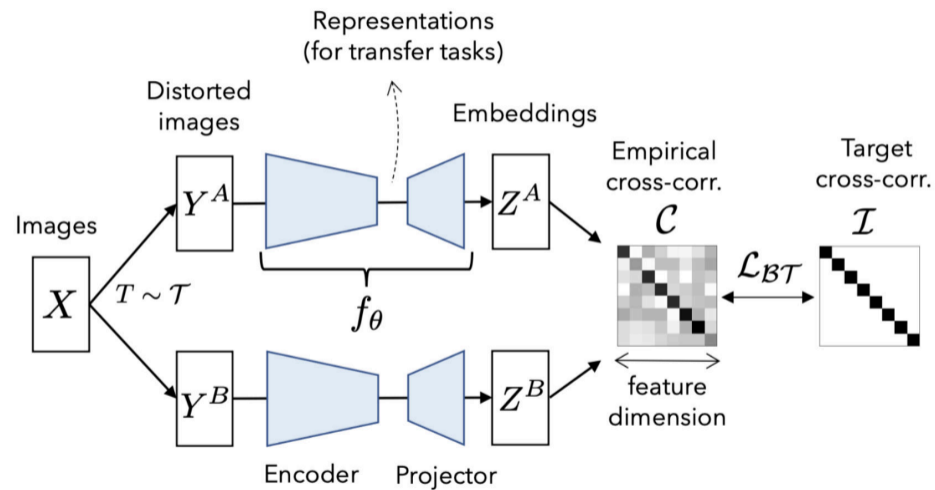 Representations
(for transfer tasks)
Distorted
images
Embeddings
Empirical
cross-corr.
Target
cross-corr.
Images
Y^A
Z^A
C
I
X
T ~ 𝒯
f_θ
ℒ_ℬ𝒯
Y^B
Z^B
feature
dimension
Encoder
Projector